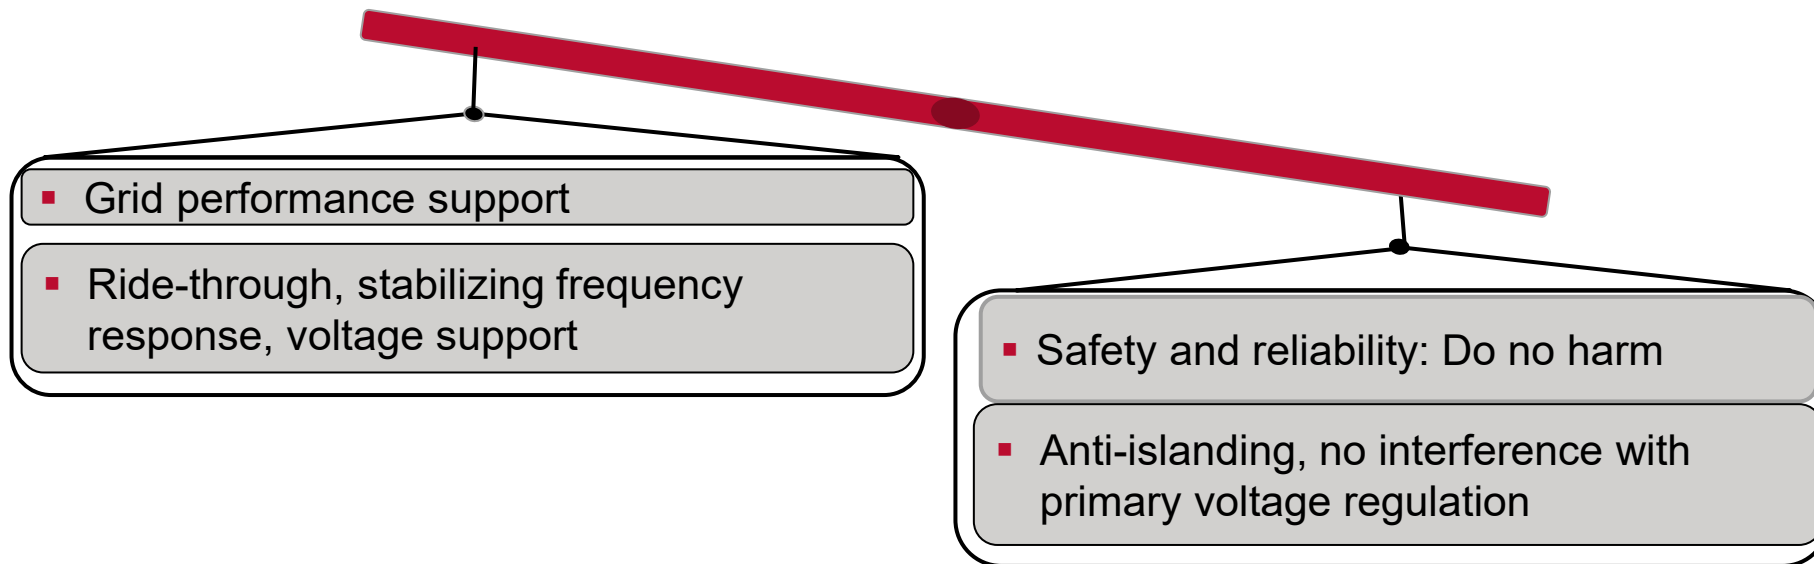 ▪ Grid performance support
▪ Ride-through, stabilizing frequency
response, voltage support
▪ Safety and reliability: Do no harm
▪ Anti-islanding, no interference with
primary voltage regulation